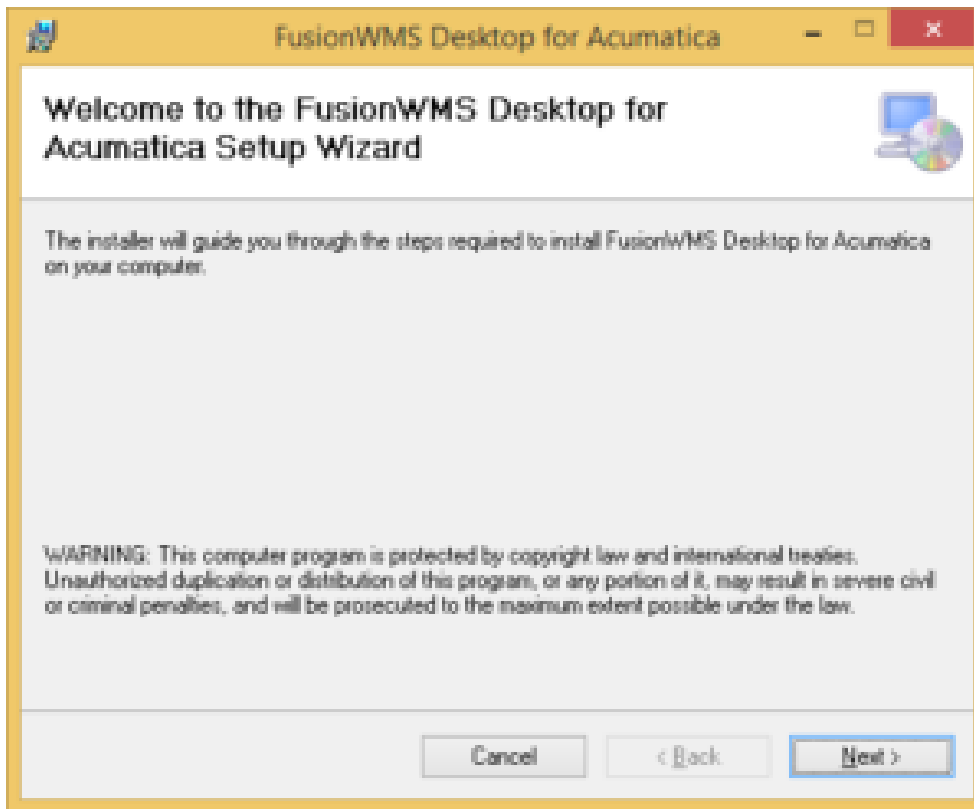 FusionWMS Desktop for Acumatica
Welcome to the FusionWMS Desktop for
Acumatica Setup Wizard
The installer will guide you through the steps required to install FusionWMS Desktop for Acumatica
on your computer.
WARNING: This computer program is protected by copyright law and international treaties.
Unauthorized duplication or distribution of this program, or any portion of it, may result in severe civil
or criminal penalties, and will be prosecuted to the maximum extent possible under the law.
Cancel
< Back
Next >